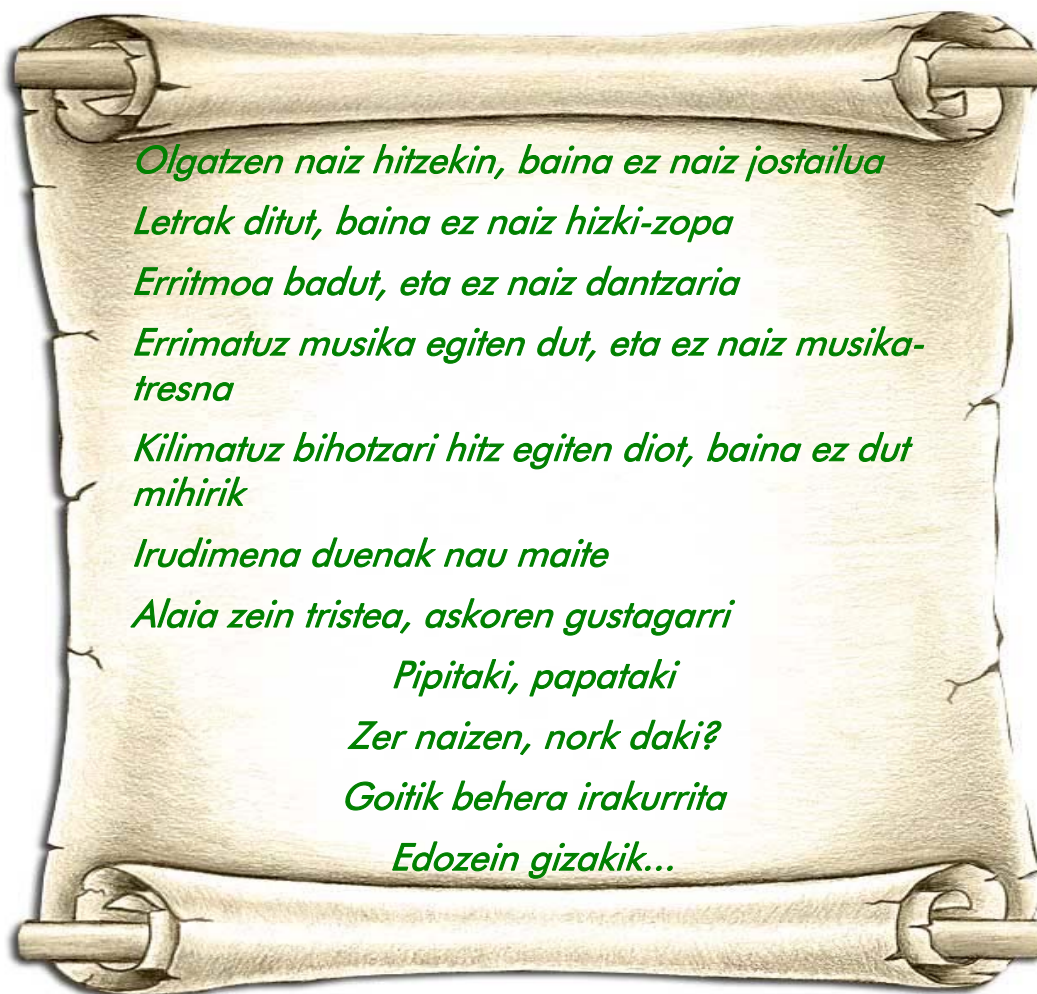 Olgatzen naiz hitzekin, baina ez naiz jostailua
Letrak ditut, baina ez naiz hizki-zopa
Erritmoa badut, eta ez naiz dantzaria
Errimatuz musika egiten dut, eta ez naiz musika-
tresna
Kilimatuz bihotzari hitz egiten diot, baina ez dut
mihirik
Irudimena duenak nau maite
Alaia zein tristea, askoren gustagarri
Pipitaki, papataki
Zer naizen, nork daki?
Goitik behera irakurrita
Edozein gizakik...